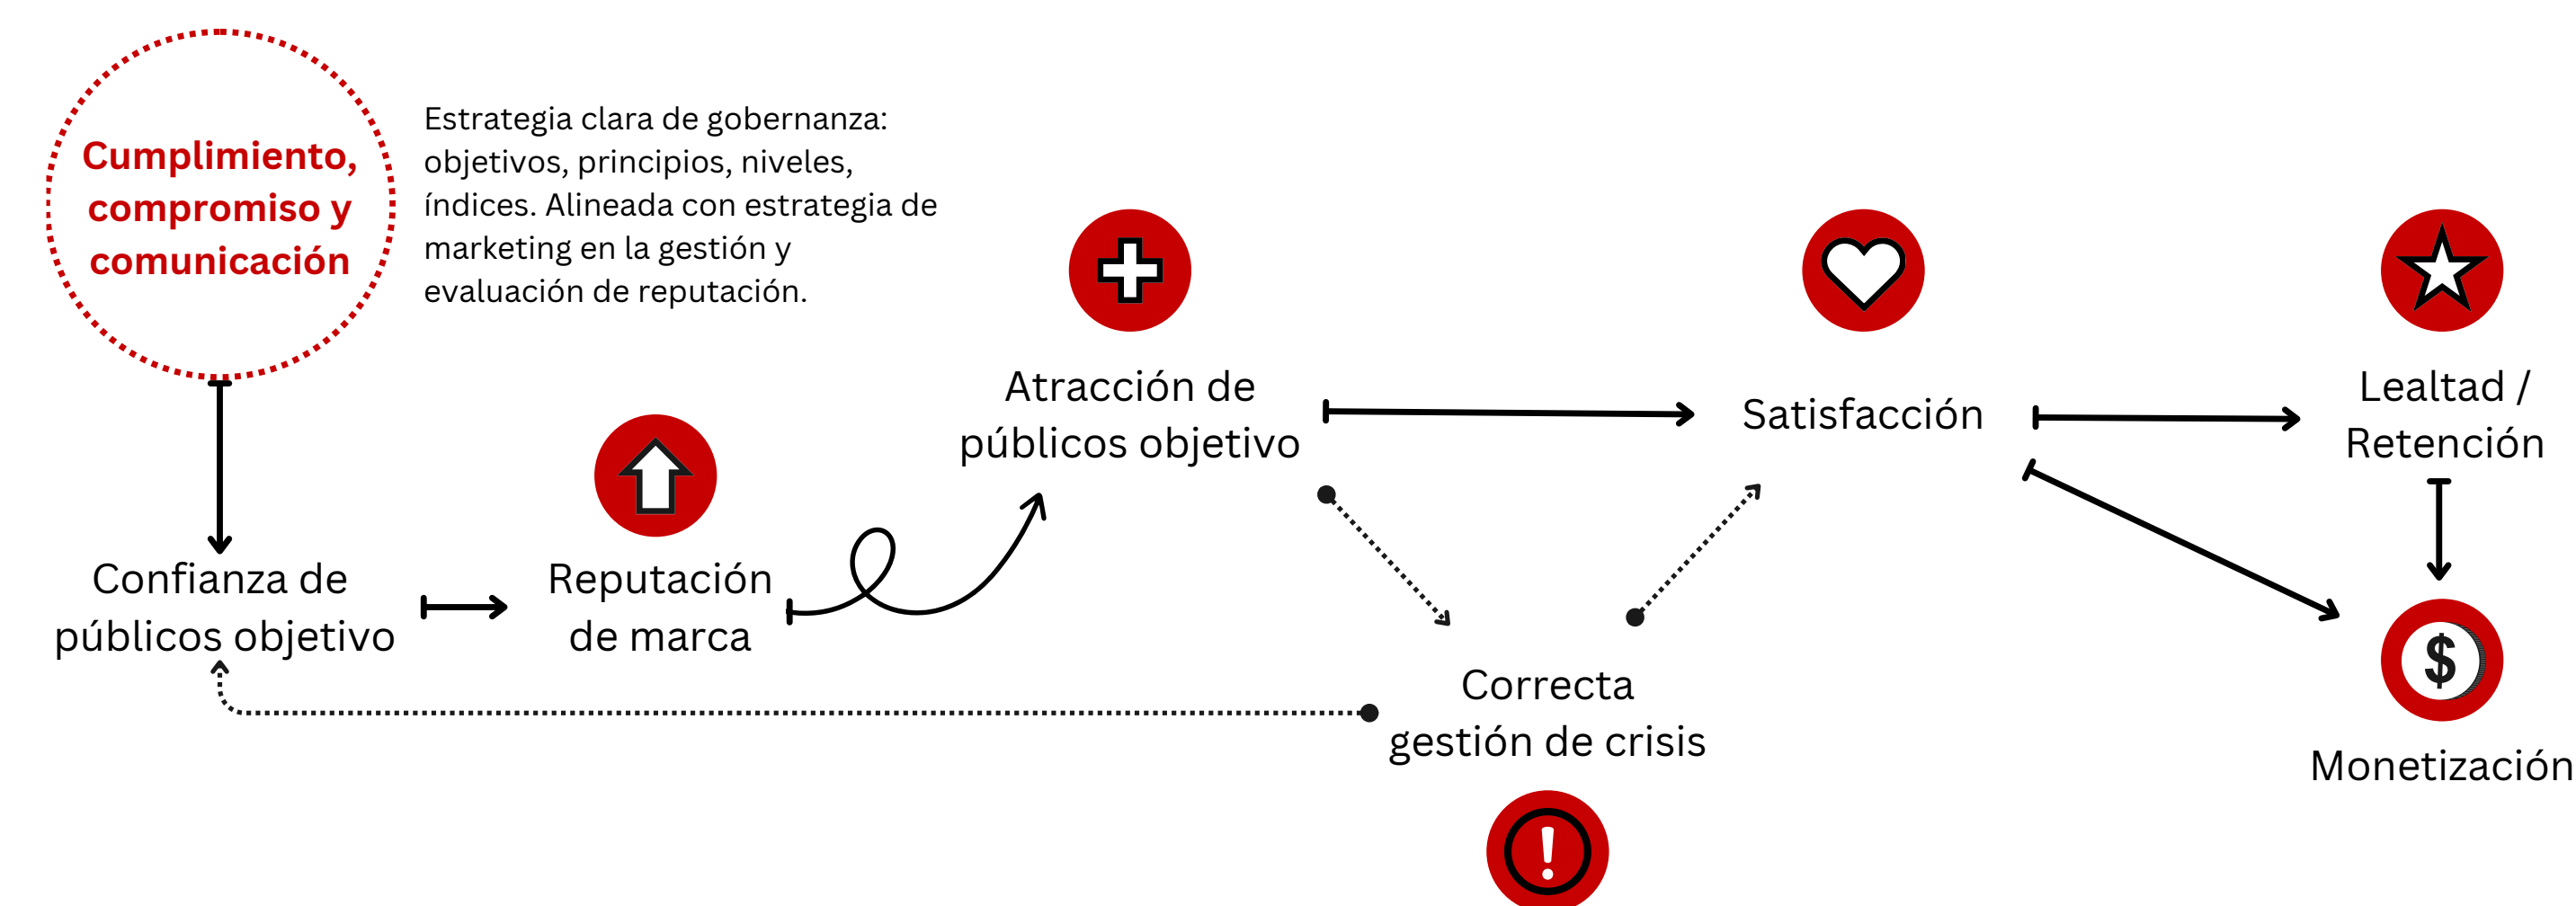 Cumplimiento,
compromiso y
comunicación
Estrategia clara de gobernanza:
objetivos, principios, niveles,
índices. Alineada con estrategia de
marketing en la gestión y
evaluación de reputación.
Confianza de
públicos objetivo
Reputación
de marca
Atracción de
públicos objetivo
Correcta
gestión de crisis
!
Satisfacción
Lealtad /
Retención
$
Monetización